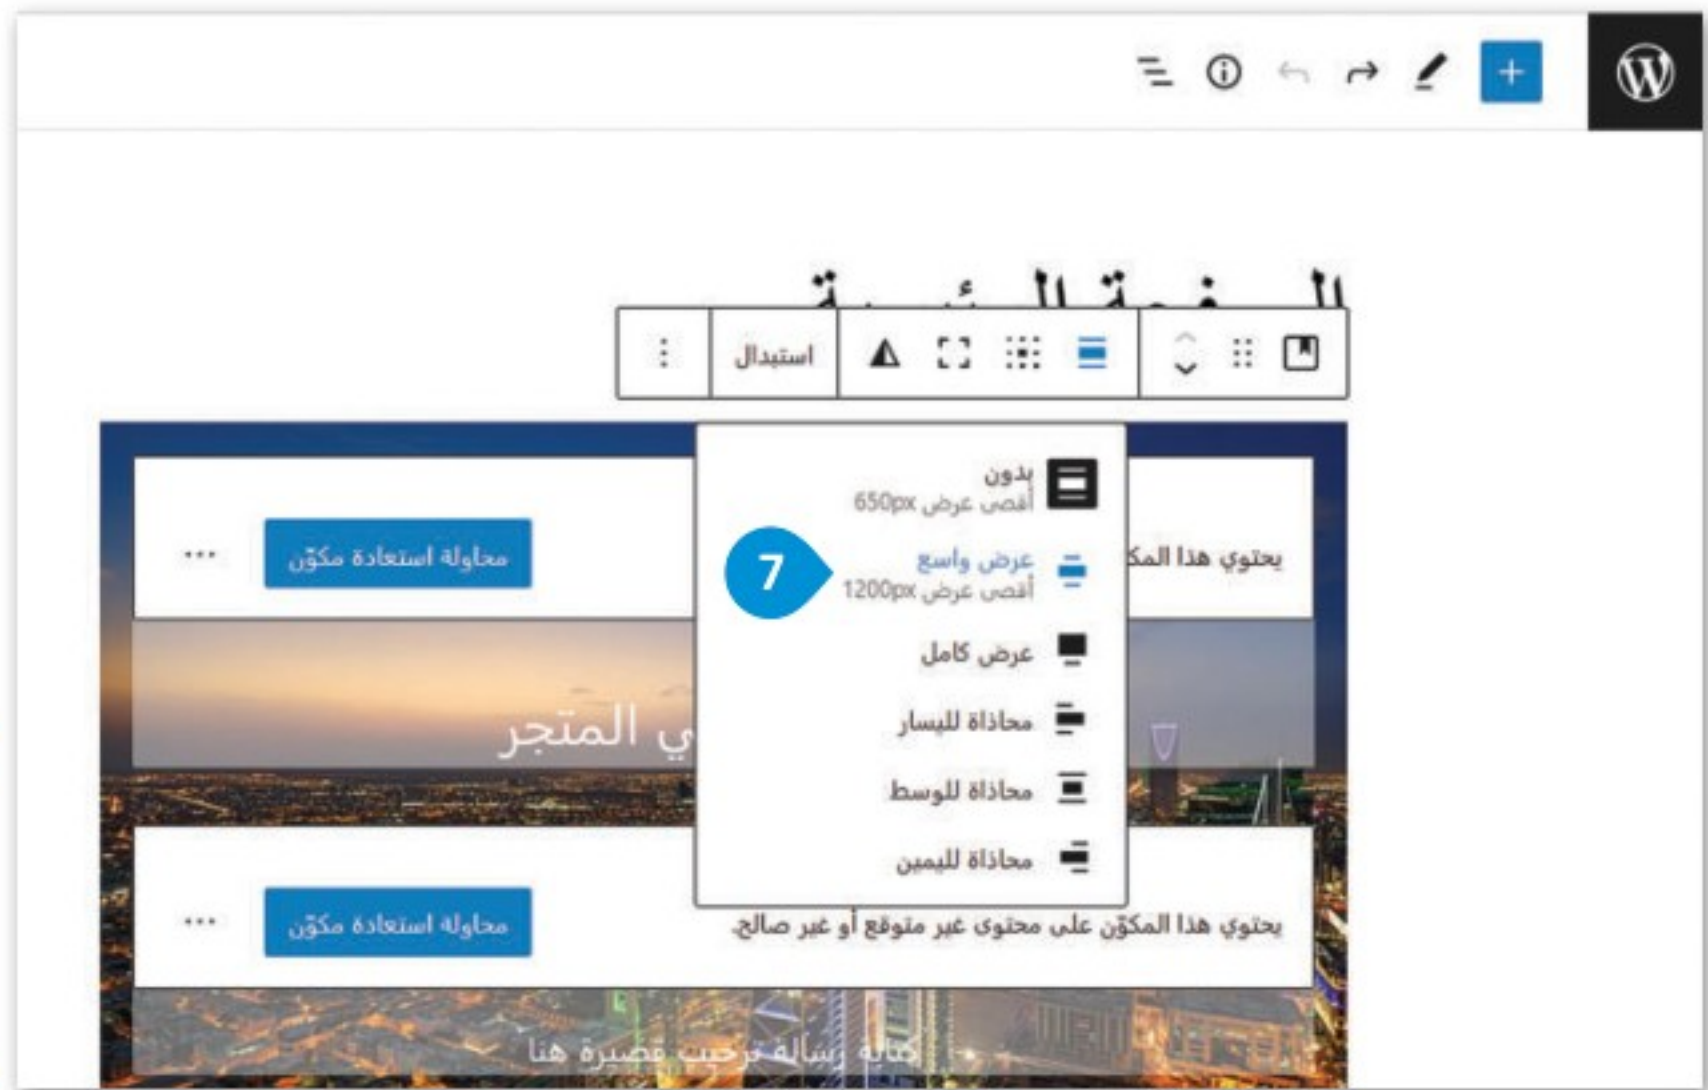 استبدال
بدون
أقصى عرض 650px
عرض واسع
أقصى عرض 1200px
7
عرض كامل
محاذاة لليسار
محاذاة للوسط
محاذاة لليمين
يحتوي هذا المك
محاولة استعادة مكوّن
ي المتجر
يحتوي هذا المكوّن على محتوى غير متوقع أو غير صالح.
محاولة استعادة مكوّن
كتابة رسالة ترحيب قصيرة هنا